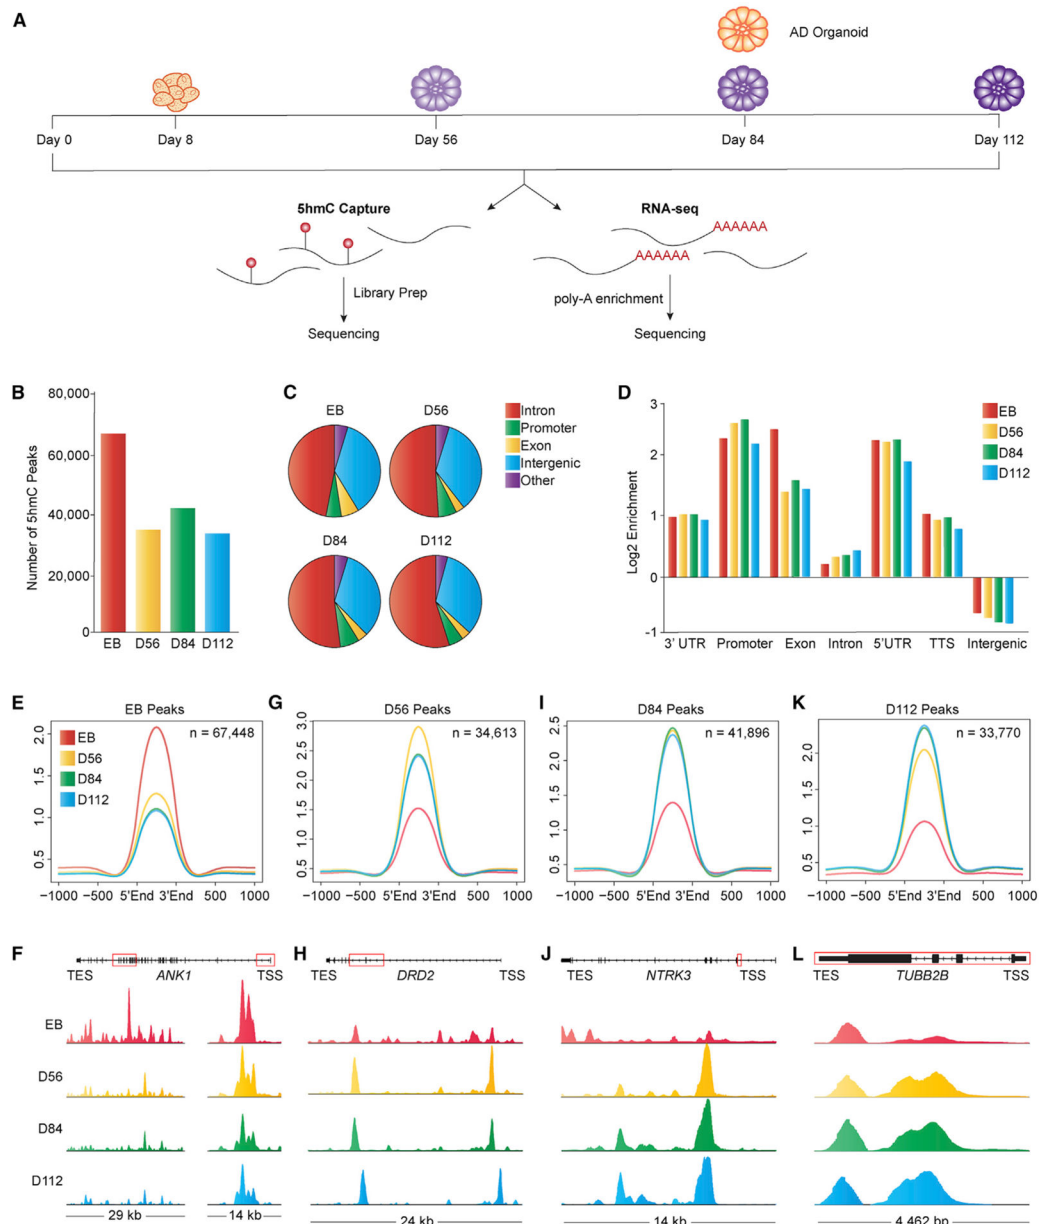 A
AD Organoid
Day 0 Day 8 Day 56 Day 84 Day 112
5hmC Capture RNA-seq
AAAAAA
AAAAAA
Library Prep poly-A enrichment
Sequencing Sequencing
B
Number of 5hmC Peaks
80,000
60,000
40,000
20,000
0
EB D56 D84 D112
C
EB D56
D84 D112
Intron
Promoter
Exon
Intergenic
Other
D
Log2 Enrichment
3
2
1
0
-1
EB
D56
D84
D112
3' UTR Promoter Exon Intron 5'UTR TTS Intergenic
E EB Peaks
n = 67,448
EB
D56
D84
D112
2.0
1.5
1.0
0.5
−1000 −500 5'End 3'End 500 1000
G D56 Peaks
n = 34,613
3.0
2.5
2.0
1.5
1.0
0.5
−1000 −500 5'End 3'End 500 1000
I D84 Peaks
n = 41,896
2.5
2.0
1.5
1.0
0.5
−1000 −500 5'End 3'End 500 1000
K D112 Peaks
n = 33,770
2.0
1.5
1.0
0.5
−1000 −500 5'End 3'End 500 1000
F
TES ANK1 TSS
EB
D56
D84
D112
29 kb 14 kb
H
DRD2 TSS
24 kb
J
TES NTRK3 TSS
14 kb
L
TES TUBB2B TSS
4,462 bp